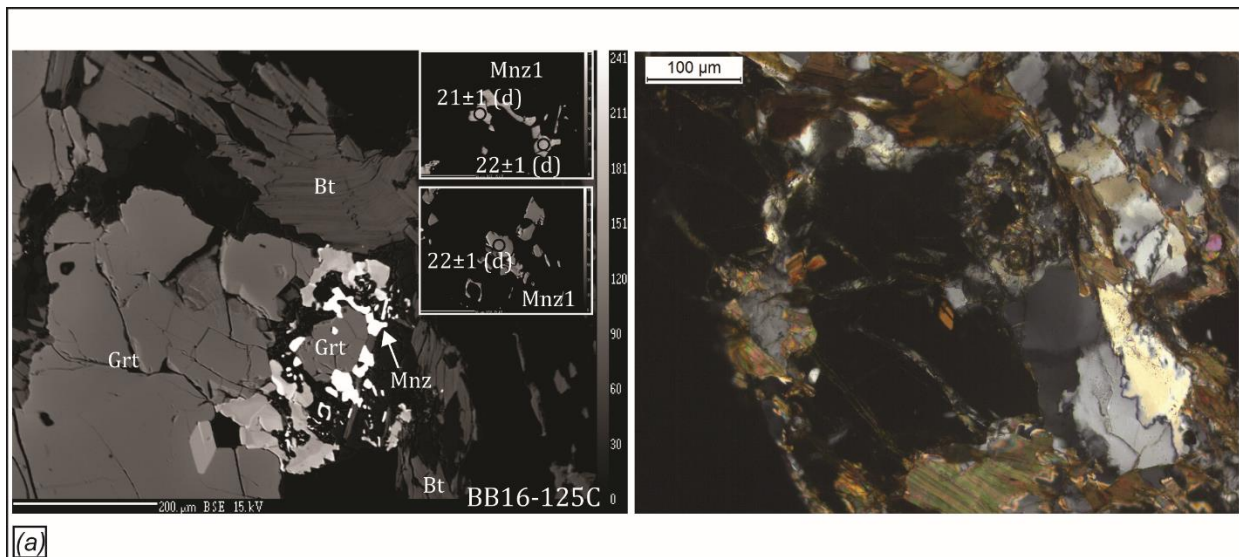 Mnz1
21±1 (d)
22±1 (d)
22±1 (d)
Mnz1
Bt
Grt
Grt
Mnz
Bt
200.µm BSE 15.kV
BB16-125C
241
211
181
151
120
90
60
30
0
100 µm
(a)